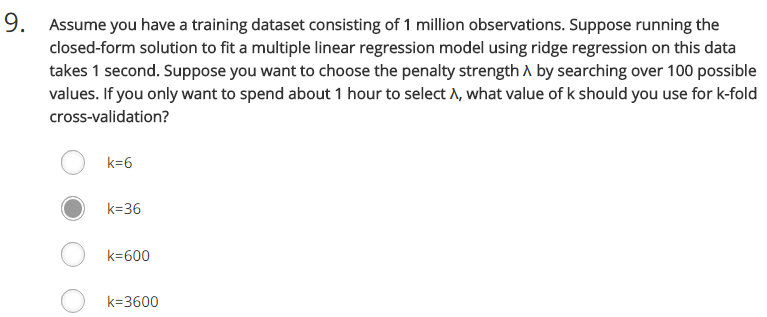 9. Assume you have a training dataset consisting of 1 million observations. Suppose running the
closed-form solution to fit a multiple linear regression model using ridge regression on this data
takes 1 second. Suppose you want to choose the penalty strength λ by searching over 100 possible
values. If you only want to spend about 1 hour to select λ, what value of k should you use for k-fold
cross-validation?
k=6
k=36
k=600
k=3600